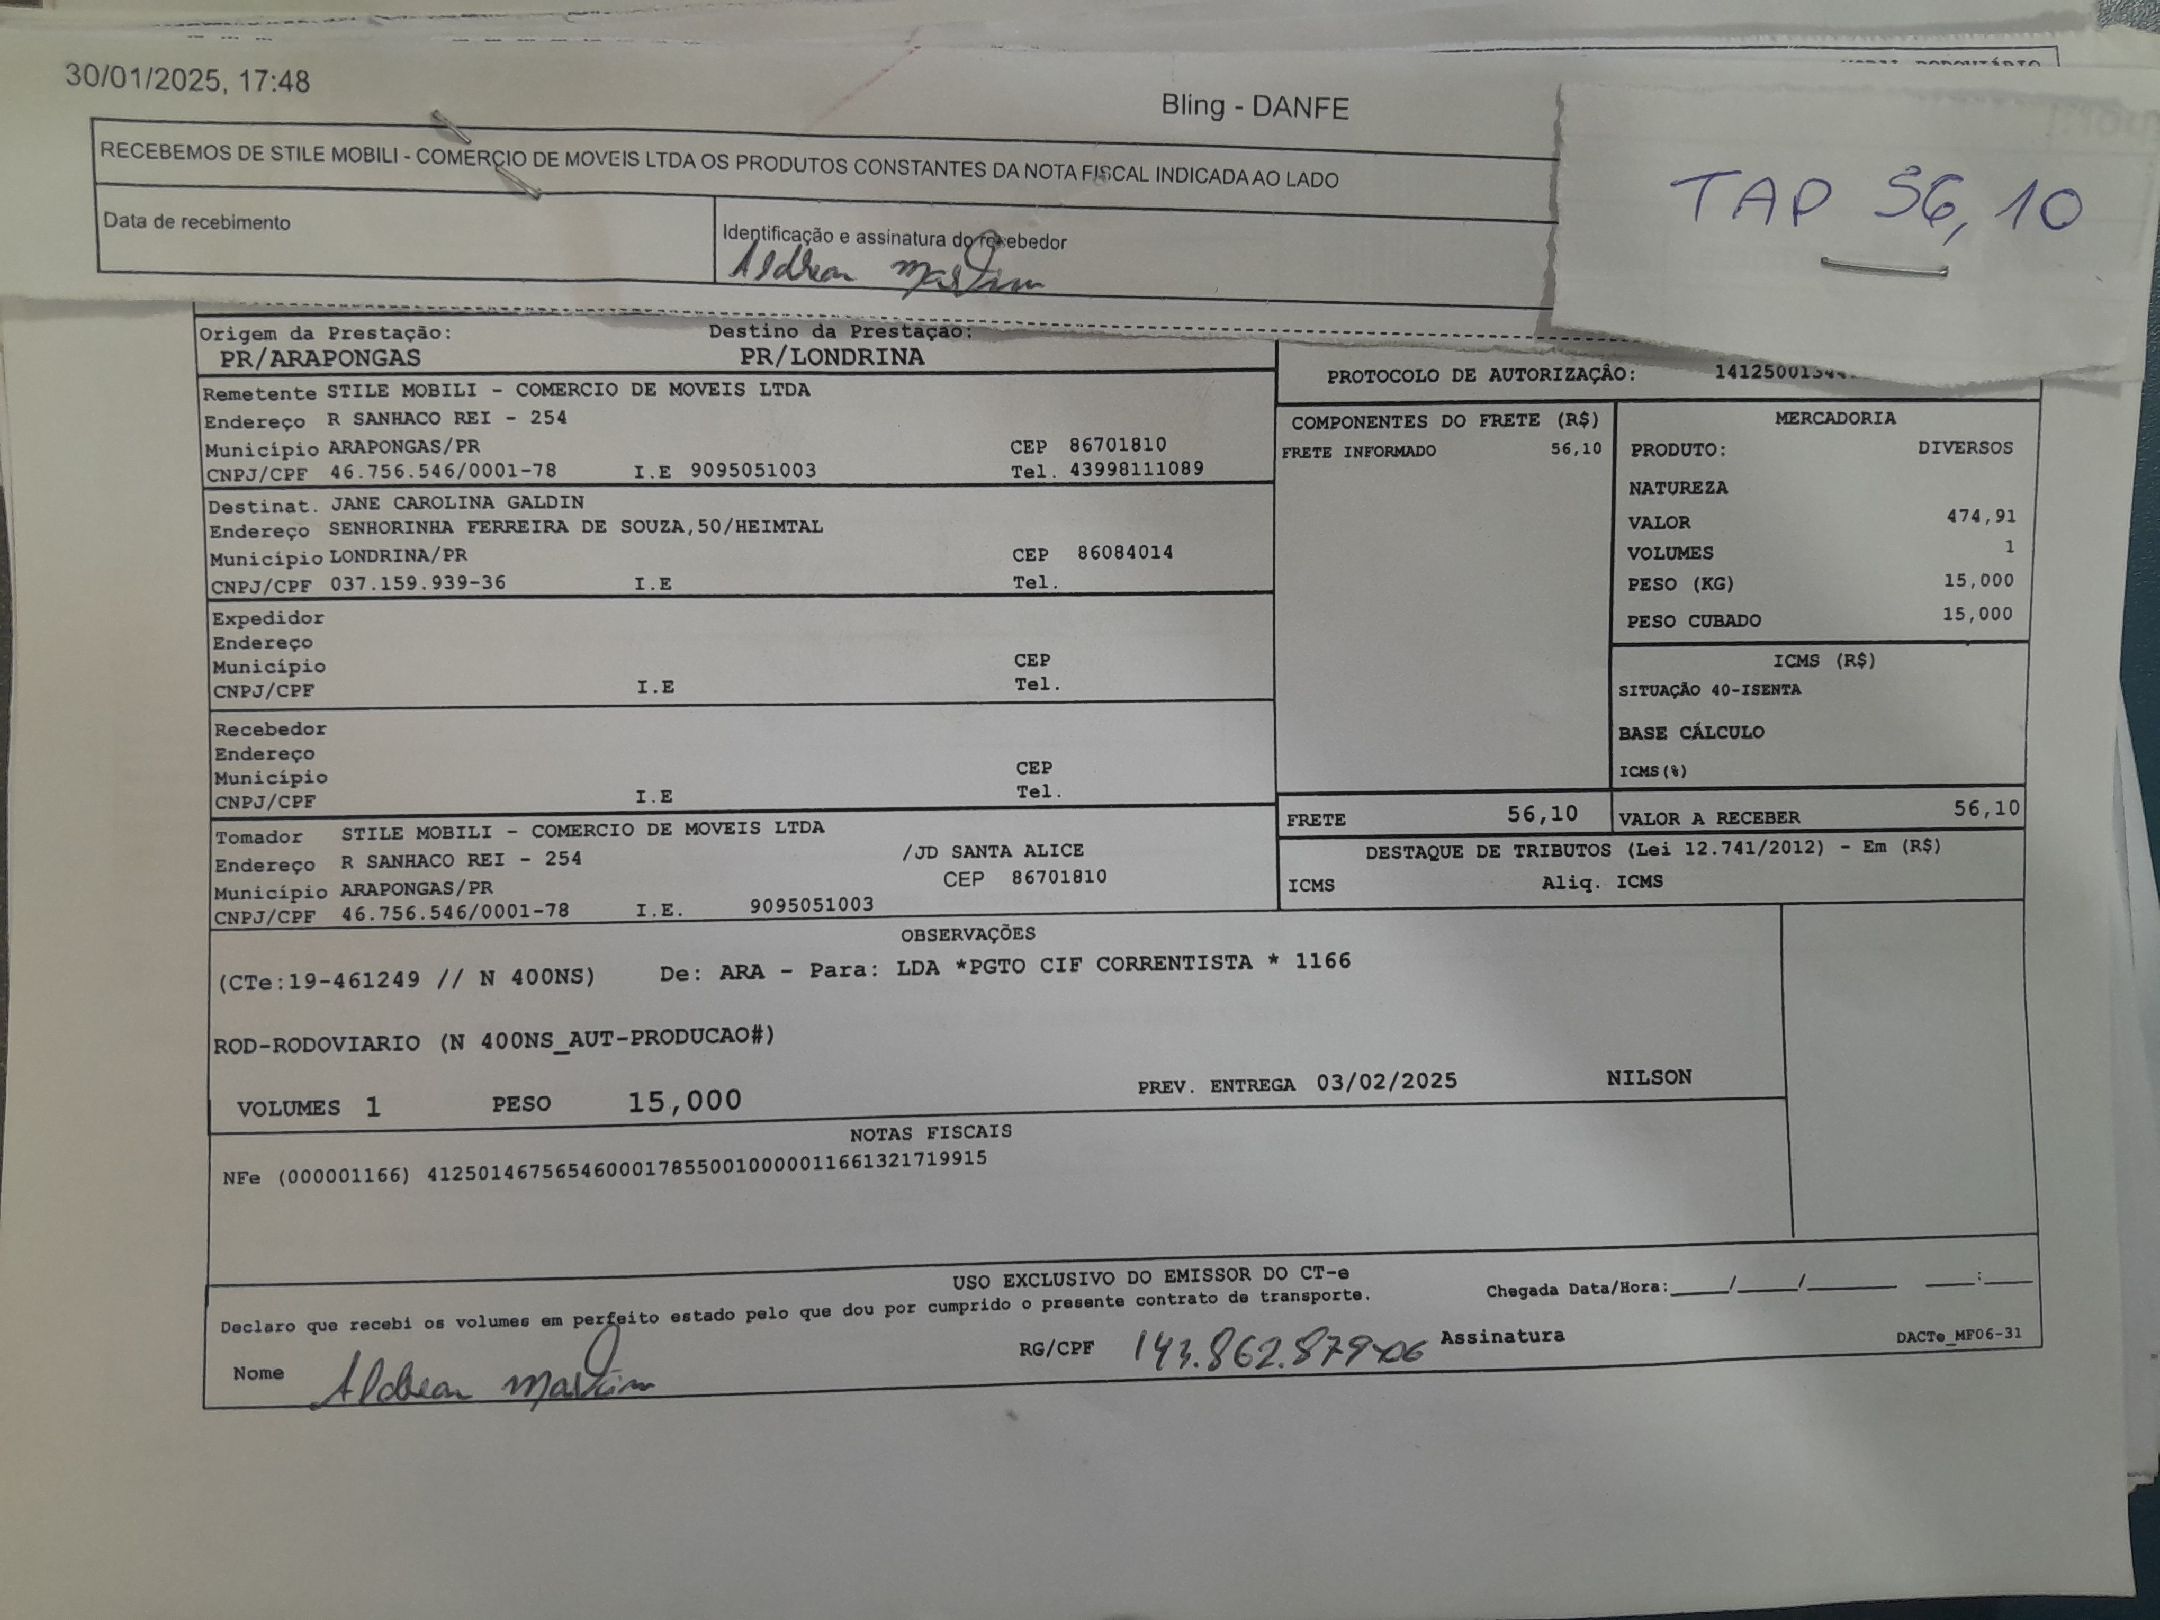 30/01/2025, 17:48
Bling - DANFE
RECEBEMOS DE STILE MOBILI - COMERCIO DE MOVEIS LTDA OS PRODUTOS CONSTANTES DA NOTA FISCAL INDICADA AO LADO
Data de recebimento
Identificação e assinatura do recebedor
Aldrean Martim
TAP 56,10
Origem da Prestação: Destino da Prestação:
PR/ARAPONGAS PR/LONDRINA
PROTOCOLO DE AUTORIZAÇÃO:
Remetente STILE MOBILI - COMERCIO DE MOVEIS LTDA
Endereço R SANHACO REI - 254
Município ARAPONGAS/PR CEP 86701810
CNPJ/CPF 46.756.546/0001-78 I.E 9095051003 Tel. 43998111089
Destinat. JANE CAROLINA GALDIN
Endereço SENHORINHA FERREIRA DE SOUZA,50/HEIMTAL
Município LONDRINA/PR CEP 86084014
CNPJ/CPF 037.159.939-36 I.E Tel.
Expedidor
Endereço
Município CEP
CNPJ/CPF I.E Tel.
Recebedor
Endereço
Município CEP
CNPJ/CPF I.E Tel.
Tomador STILE MOBILI - COMERCIO DE MOVEIS LTDA
Endereço R SANHACO REI - 254 /JD SANTA ALICE
Município ARAPONGAS/PR CEP 86701810
CNPJ/CPF 46.756.546/0001-78 I.E. 9095051003
COMPONENTES DO FRETE (R$)
FRETE INFORMADO 56,10
MERCADORIA
PRODUTO: DIVERSOS
NATUREZA
VALOR 474,91
VOLUMES 1
PESO (KG) 15,000
PESO CUBADO 15,000
ICMS (R$)
SITUAÇÃO 40-ISENTA
BASE CÁLCULO
ICMS(%)
FRETE 56,10 VALOR A RECEBER 56,10
DESTAQUE DE TRIBUTOS (Lei 12.741/2012) - Em (R$)
ICMS Aliq. ICMS
OBSERVAÇÕES
(CTe:19-461249 // N 400NS) De: ARA - Para: LDA *PGTO CIF CORRENTISTA * 1166
ROD-RODOVIARIO (N 400NS_AUT-PRODUCAO#)
VOLUMES 1 PESO 15,000 PREV. ENTREGA 03/02/2025 NILSON
NOTAS FISCAIS
NFe (000001166) 41250146756546000178550010000011661321719915
USO EXCLUSIVO DO EMISSOR DO CT-e
Declaro que recebi os volumes em perfeito estado pelo que dou por cumprido o presente contrato de transporte.
Chegada Data/Hora:____/____/______ ___:___
Nome Aldrean Martim RG/CPF 143.862.879-06 Assinatura
DACTe_MF06-31